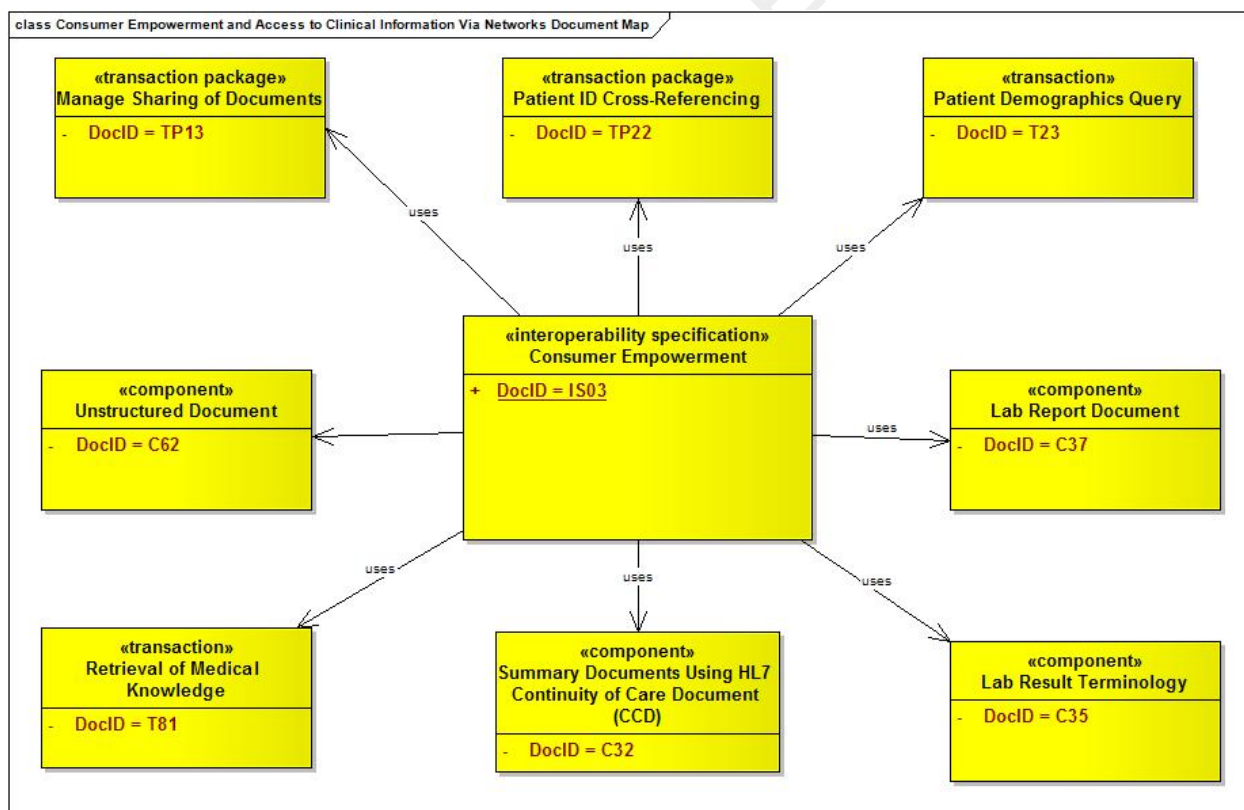 class Consumer Empowerment and Access to Clinical Information Via Networks Document Map
«transaction package»
Manage Sharing of Documents
- DocID = TP13
«transaction package»
Patient ID Cross-Referencing
- DocID = TP22
«transaction»
Patient Demographics Query
- DocID = T23
uses
uses
uses
«interoperability specification»
Consumer Empowerment
+ DocID = IS03
«component»
Unstructured Document
- DocID = C62
«component»
Lab Report Document
- DocID = C37
uses
uses
uses
uses
«transaction»
Retrieval of Medical
Knowledge
- DocID = T81
«component»
Summary Documents Using HL7
Continuity of Care Document
(CCD)
- DocID = C32
«component»
Lab Result Terminology
- DocID = C35